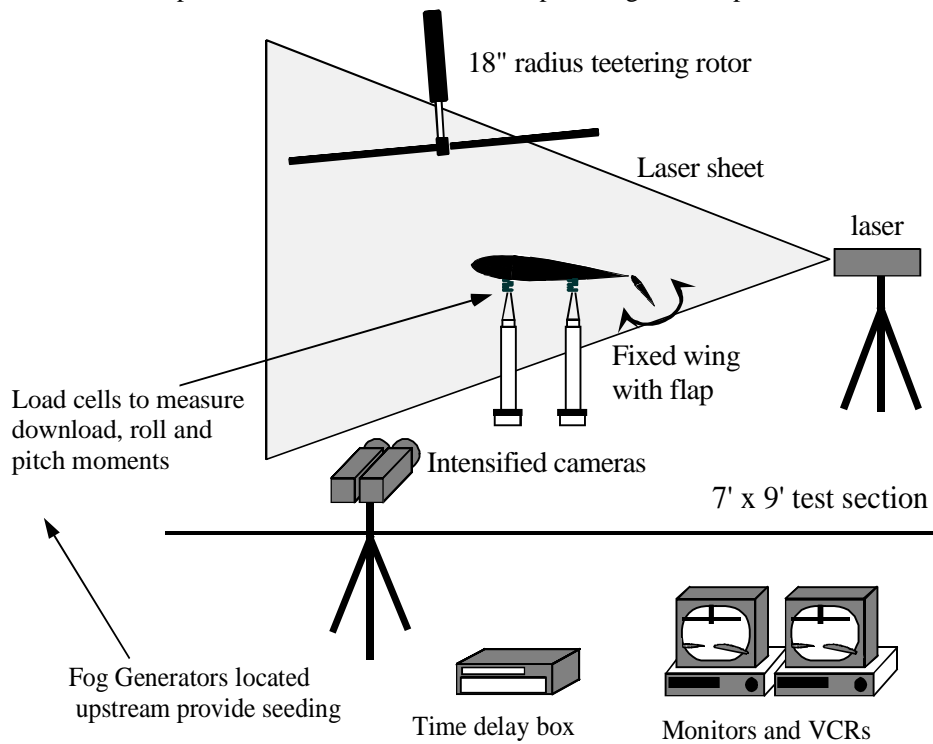 18" radius teetering rotor
Laser sheet
laser
Fixed wing
with flap
Load cells to measure
download, roll and
pitch moments
Intensified cameras
7' x 9' test section
Fog Generators located
upstream provide seeding
Time delay box
Monitors and VCRs